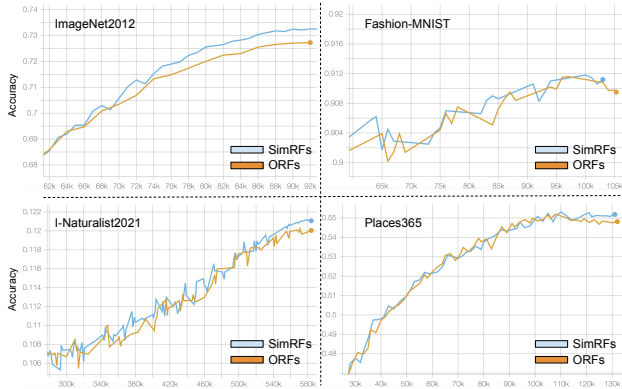 ImageNet2012
0.74
0.73
0.72
0.71
0.7
0.69
0.68
Accuracy
SimRFs
ORFs
62k 64k 66k 68k 70k 72k 74k 76k 78k 80k 82k 84k 86k 88k 90k 92k
Fashion-MNIST
0.92
0.916
0.912
0.908
0.904
0.9
SimRFs
ORFs
65k 70k 75k 80k 85k 90k 95k 100k 105k
I-Naturalist2021
0.122
0.12
0.118
0.116
0.114
0.112
0.11
0.108
0.106
Accuracy
SimRFs
ORFs
300k 340k 380k 420k 460k 500k 540k 580k
Places365
0.55
0.54
0.53
0.52
0.51
0.5
0.49
0.48
SimRFs
ORFs
30k 40k 50k 60k 70k 80k 90k 100k 110k 120k 130k